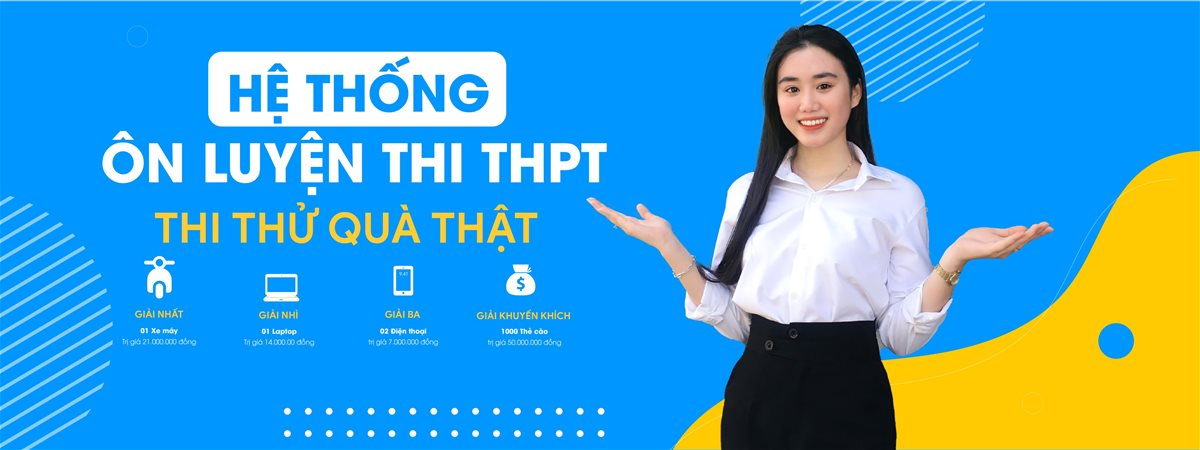 HỆ THỐNG
ÔN LUYỆN THI THPT
THI THỬ QUÀ THẬT
9:41
GIẢI NHẤT
01 Xe máy
Trị giá 21.000.000 đồng
GIẢI NHÌ
01 Laptop
Trị giá 14.000.00 đồng
GIẢI BA
02 Điện thoại
trị giá 7.000.000 đồng
$
GIẢI KHUYẾN KHÍCH
1000 Thẻ cào
trị giá 50.000.000 đồng